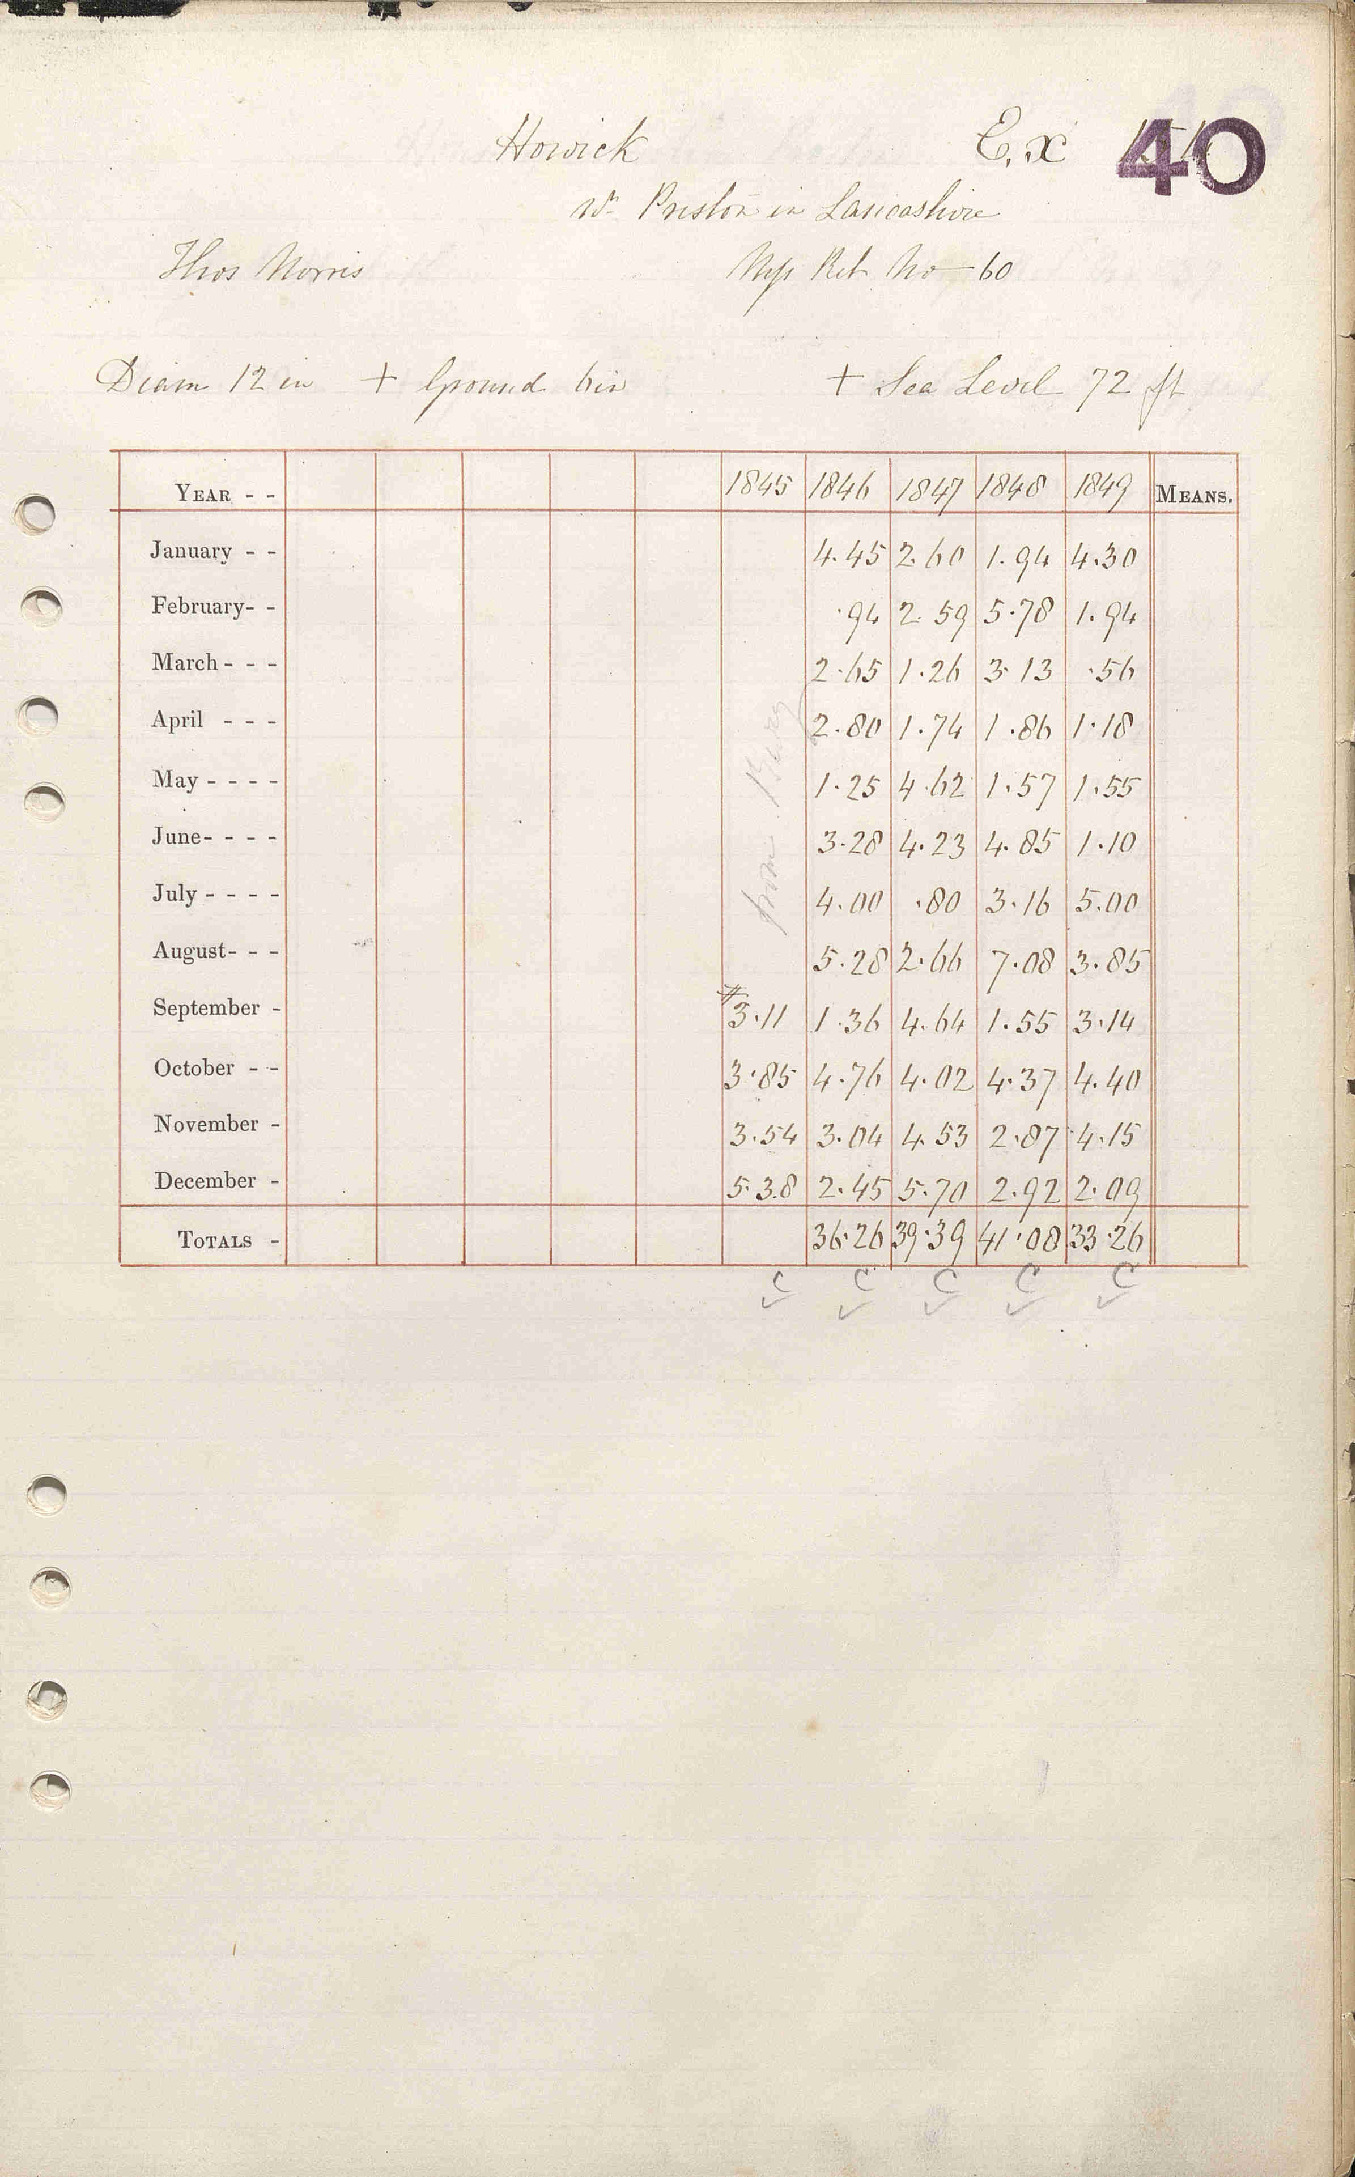 Howick E. x 40
nr Preston in Lancashire
Thos Norris Ret No 60
Diam 12 in + Ground 6in + Sea Level 72 ft
YEAR - - 1845 1846 1847 1848 1849 MEANS.
January - - 4.45 2.60 1.94 4.30
February- - .94 2.59 5.78 1.94
March - - - 2.65 1.26 3.13 .56
April - - - 2.80 1.74 1.86 1.18
May - - - - 1.25 4.62 1.57 1.55
June- - - - 3.28 4.23 4.85 1.10
July - - - - 4.00 .80 3.16 5.00
August- - - 5.28 2.66 7.08 3.85
September - 3.11 1.36 4.64 1.55 3.14
October - - 3.85 4.76 4.02 4.37 4.40
November - 3.54 3.04 4.53 2.87 4.15
December - 5.38 2.45 5.70 2.92 2.09
TOTALS - 36.26 39.39 41.08 33.26
from
C C C C C